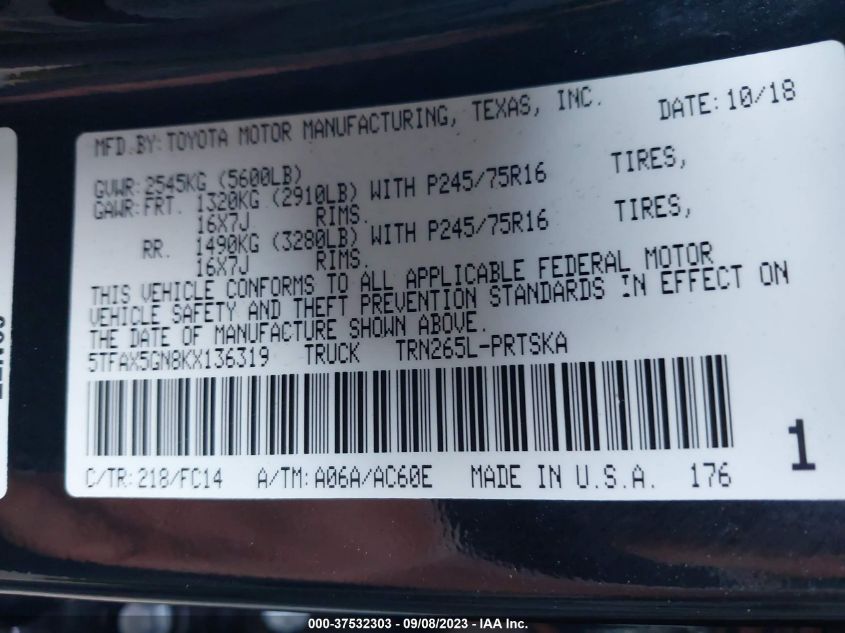 MFD.BY:TOYOTA MOTOR MANUFACTURING, TEXAS, INC. DATE:10/18
GVWR:2545KG (5600LB)
GAWR:FRT. 1320KG (2910LB) WITH P245/75R16 TIRES,
16X7J RIMS.
RR. 1490KG (3280LB) WITH P245/75R16 TIRES,
16X7J RIMS.
THIS VEHICLE CONFORMS TO ALL APPLICABLE FEDERAL MOTOR
VEHICLE SAFETY AND THEFT PREVENTION STANDARDS IN EFFECT ON
THE DATE OF MANUFACTURE SHOWN ABOVE.
5TFAX5GN8KX136319 TRUCK TRN265L-PRTSKA
C/TR:218/FC14 A/TM:A06A/AC60E MADE IN U.S.A. 176
1
000-37532303 - 09/08/2023 - IAA Inc.